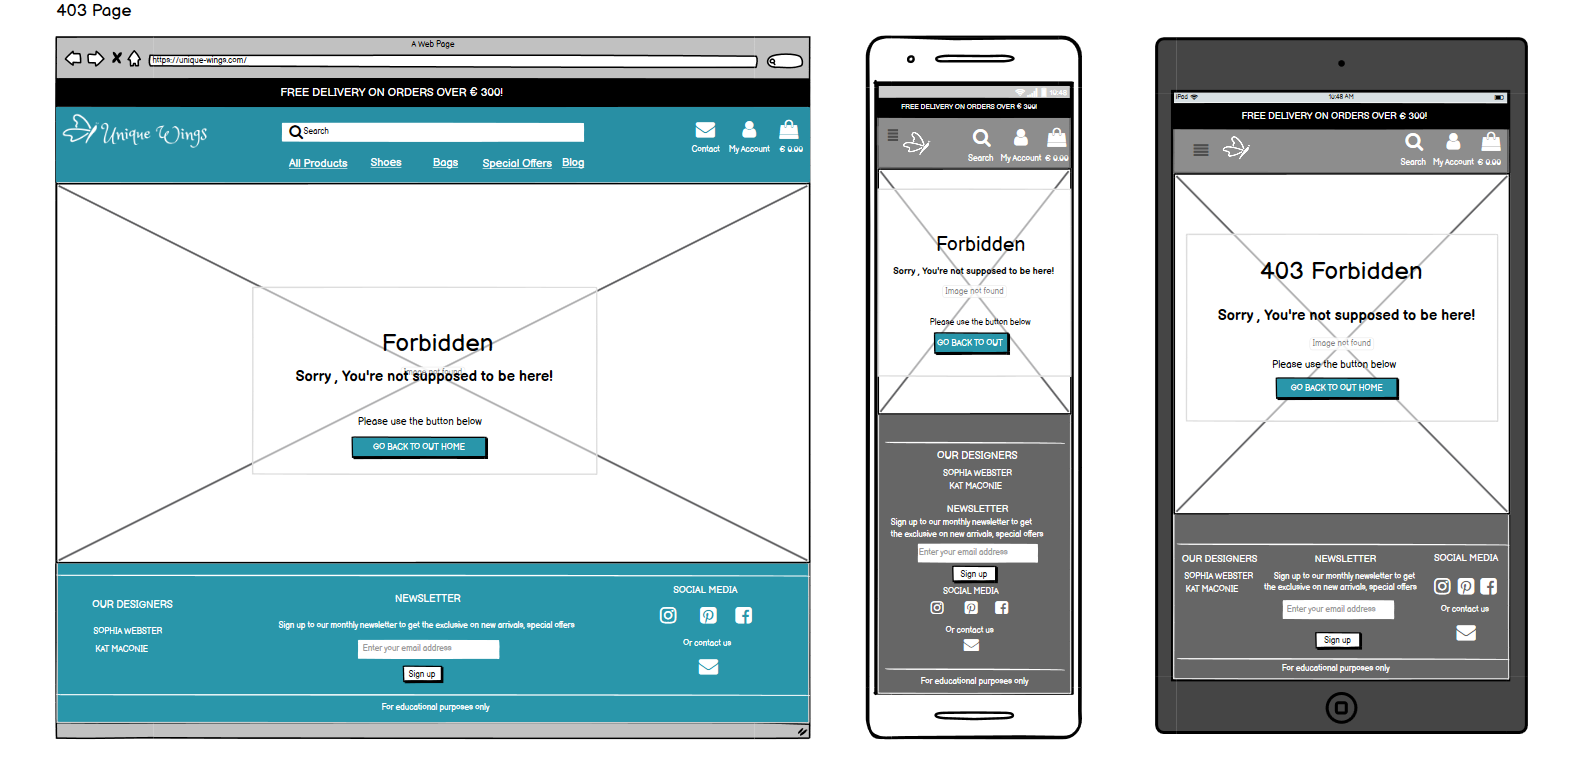 403 Page
A Web Page
https://unique-wings.com/
FREE DELIVERY ON ORDERS OVER € 300!
Unique Wings
Search
Contact
My Account
€ 0.00
All Products
Shoes
Bags
Special Offers
Blog
Forbidden
Image not found
Sorry , You're not supposed to be here!
Please use the button below
GO BACK TO OUT HOME
OUR DESIGNERS
SOPHIA WEBSTER
KAT MACONIE
NEWSLETTER
Sign up to our monthly newsletter to get the exclusive on new arrivals, special offers
Enter your email address
Sign up
SOCIAL MEDIA
Or contact us
For educational purposes only
10:48
FREE DELIVERY ON ORDERS OVER € 300!
Search
My Account
€ 0.00
Forbidden
Sorry , You're not supposed to be here!
Image not found
Please use the button below
GO BACK TO OUT
OUR DESIGNERS
SOPHIA WEBSTER
KAT MACONIE
NEWSLETTER
Sign up to our monthly newsletter to get
the exclusive on new arrivals, special offers
Enter your email address
Sign up
SOCIAL MEDIA
Or contact us
For educational purposes only
iPad
10:48 AM
FREE DELIVERY ON ORDERS OVER € 300!
Search
My Account
€ 0.00
403 Forbidden
Sorry , You're not supposed to be here!
Image not found
Please use the button below
GO BACK TO OUT HOME
OUR DESIGNERS
SOPHIA WEBSTER
KAT MACONIE
NEWSLETTER
Sign up to our monthly newsletter to get
the exclusive on new arrivals, special offers
Enter your email address
Sign up
SOCIAL MEDIA
Or contact us
For educational purposes only